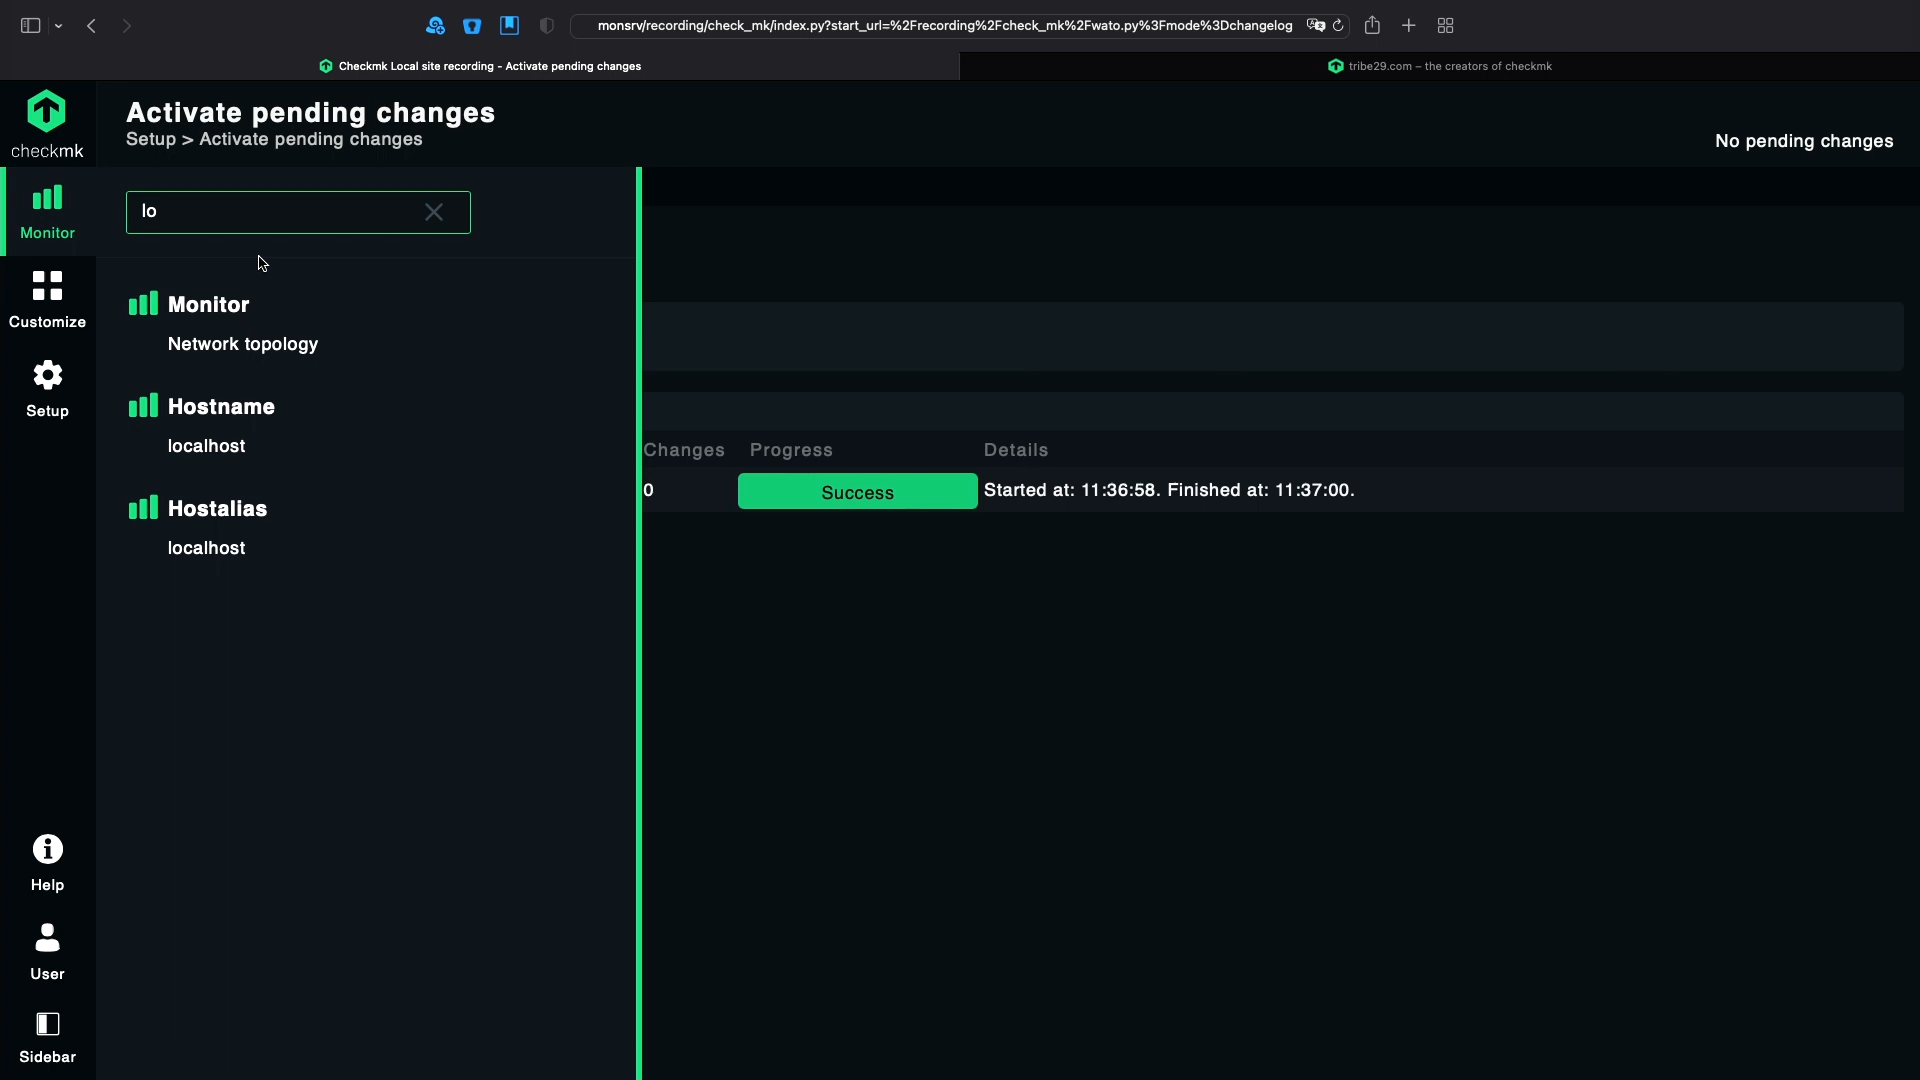 monsrv/recording/check_mk/index.py?start_url=%2Frecording%2Fcheck_mk%2Fwato.py%3Fmode%3Dchangelog
Checkmk Local site recording - Activate pending changes
tribe29.com – the creators of checkmk
checkmk
Activate pending changes
Setup > Activate pending changes
No pending changes
Monitor
Customize
Setup
Help
User
Sidebar
lo
Monitor
Network topology
Hostname
localhost
Hostalias
localhost
Changes Progress Details
0 Success Started at: 11:36:58. Finished at: 11:37:00.